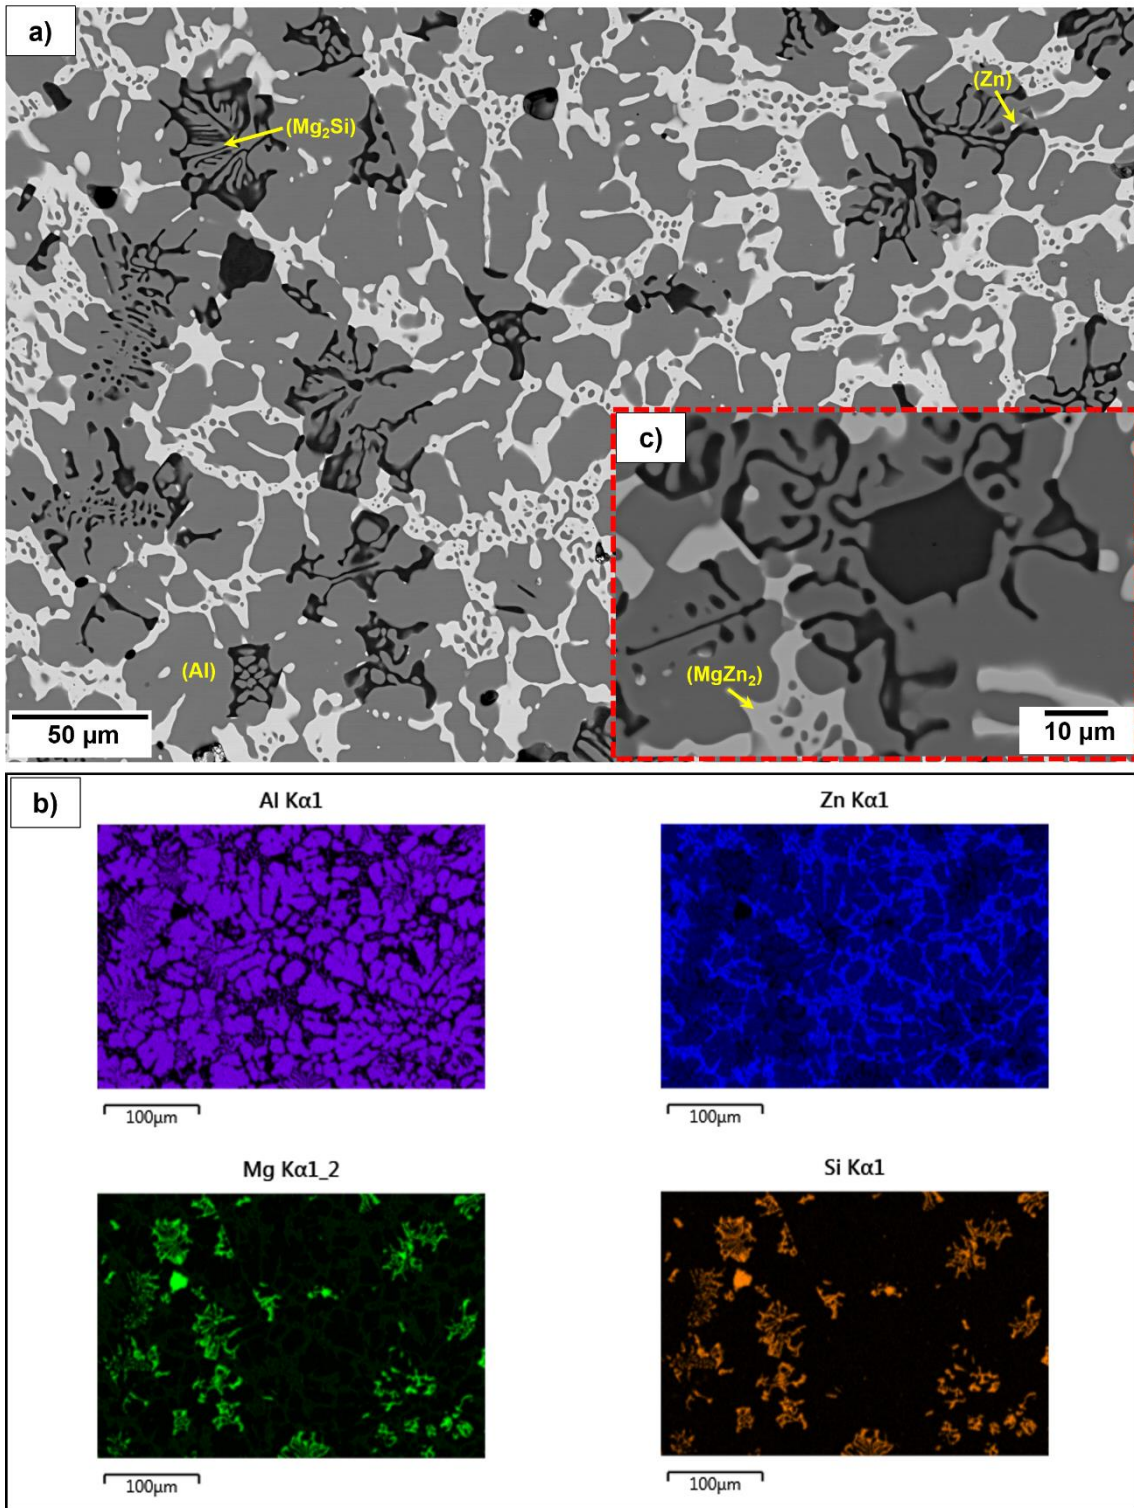 a)
(Mg₂Si)
(Zn)
(Al)
50 µm
c)
(MgZn₂)
10 µm
b)
Al Kα1
Zn Kα1
100µm
100µm
Mg Kα1_2
Si Kα1
100µm
100µm